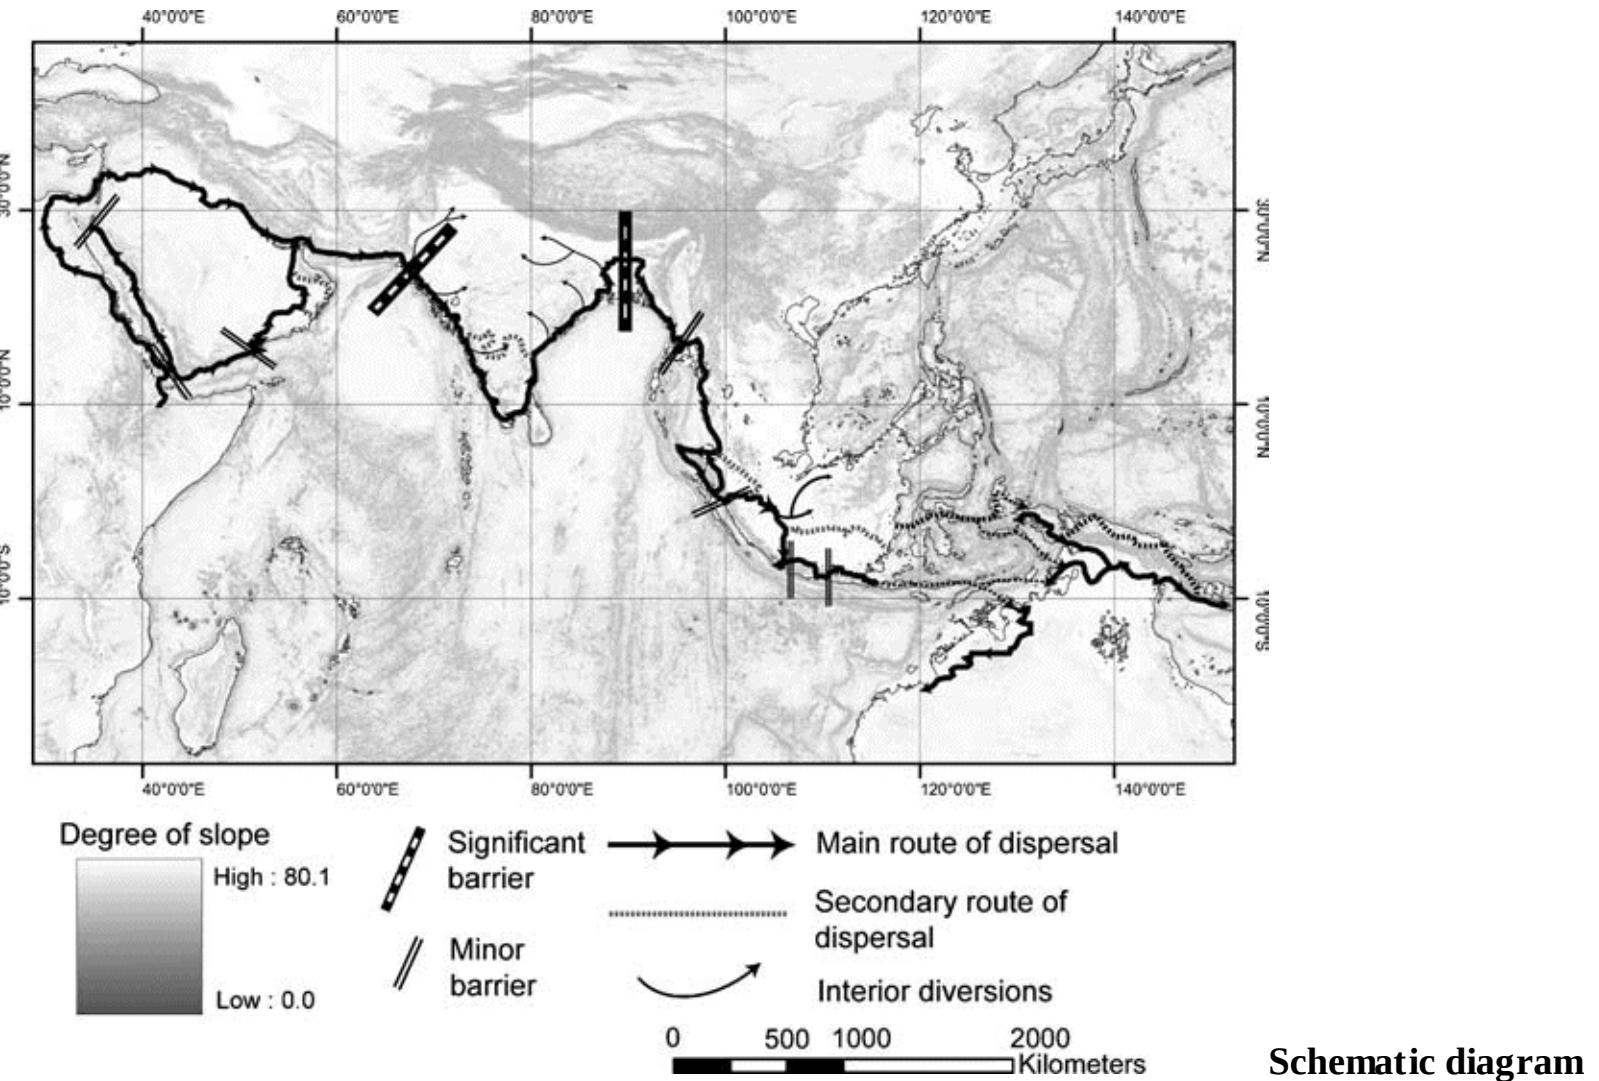 40°0'0"E 60°0'0"E 80°0'0"E 100°0'0"E 120°0'0"E 140°0'0"E
30°0'0"N 30°0'0"N
10°0'0"N 10°0'0"N
10°0'0"S 10°0'0"S
40°0'0"E 60°0'0"E 80°0'0"E 100°0'0"E 120°0'0"E 140°0'0"E
Degree of slope
High : 80.1
Low : 0.0
Significant
barrier
Minor
barrier
Main route of dispersal
Secondary route of
dispersal
Interior diversions
0 500 1000 2000
Kilometers
Schematic diagram